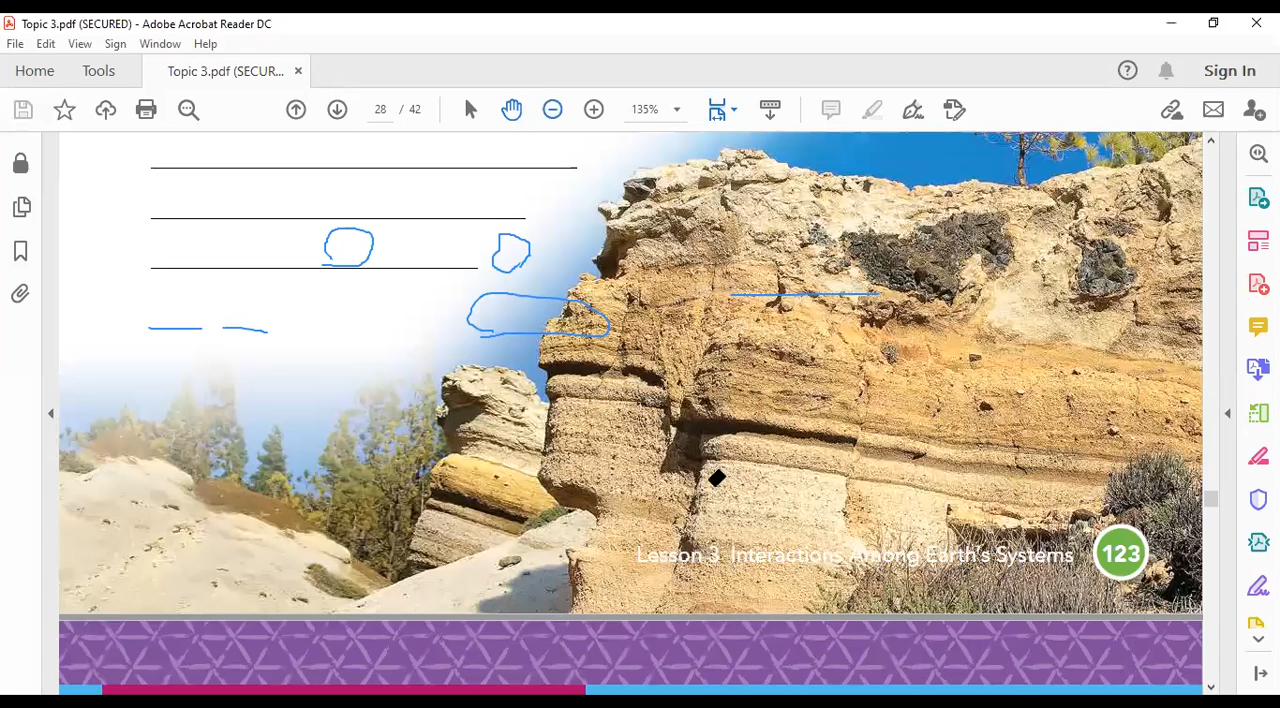 Topic 3.pdf (SECURED) - Adobe Acrobat Reader DC
File Edit View Sign Window Help
Home Tools Topic 3.pdf (SECUR... Sign In
28 / 42 135%
Lesson 3 Interactions Among Earth's Systems 123